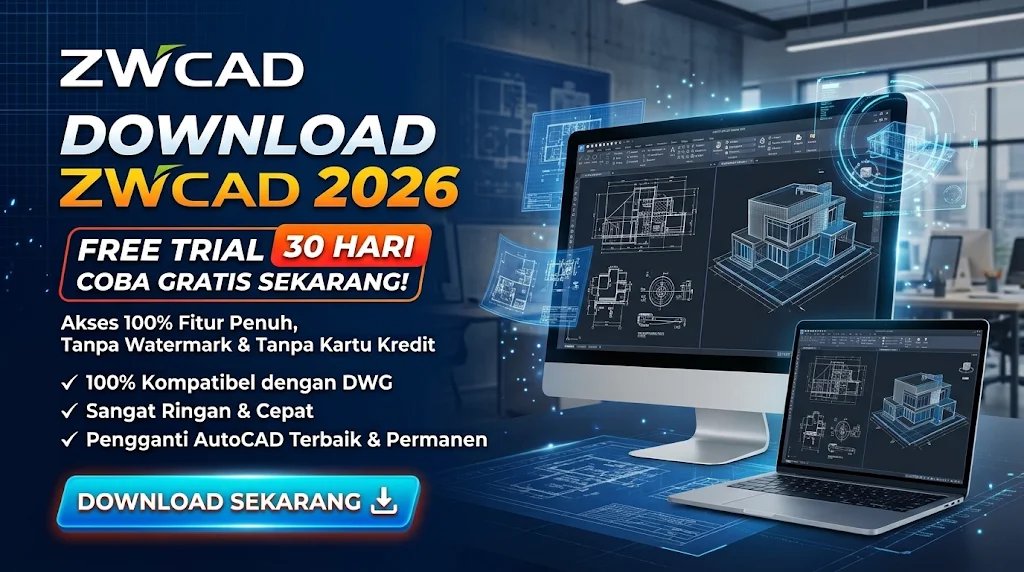 ZWCAD
DOWNLOAD
ZWCAD 2026
FREE TRIAL 30 HARI
COBA GRATIS SEKARANG!
Akses 100% Fitur Penuh,
Tanpa Watermark & Tanpa Kartu Kredit
✓ 100% Kompatibel dengan DWG
✓ Sangat Ringan & Cepat
✓ Pengganti AutoCAD Terbaik & Permanen
DOWNLOAD SEKARANG